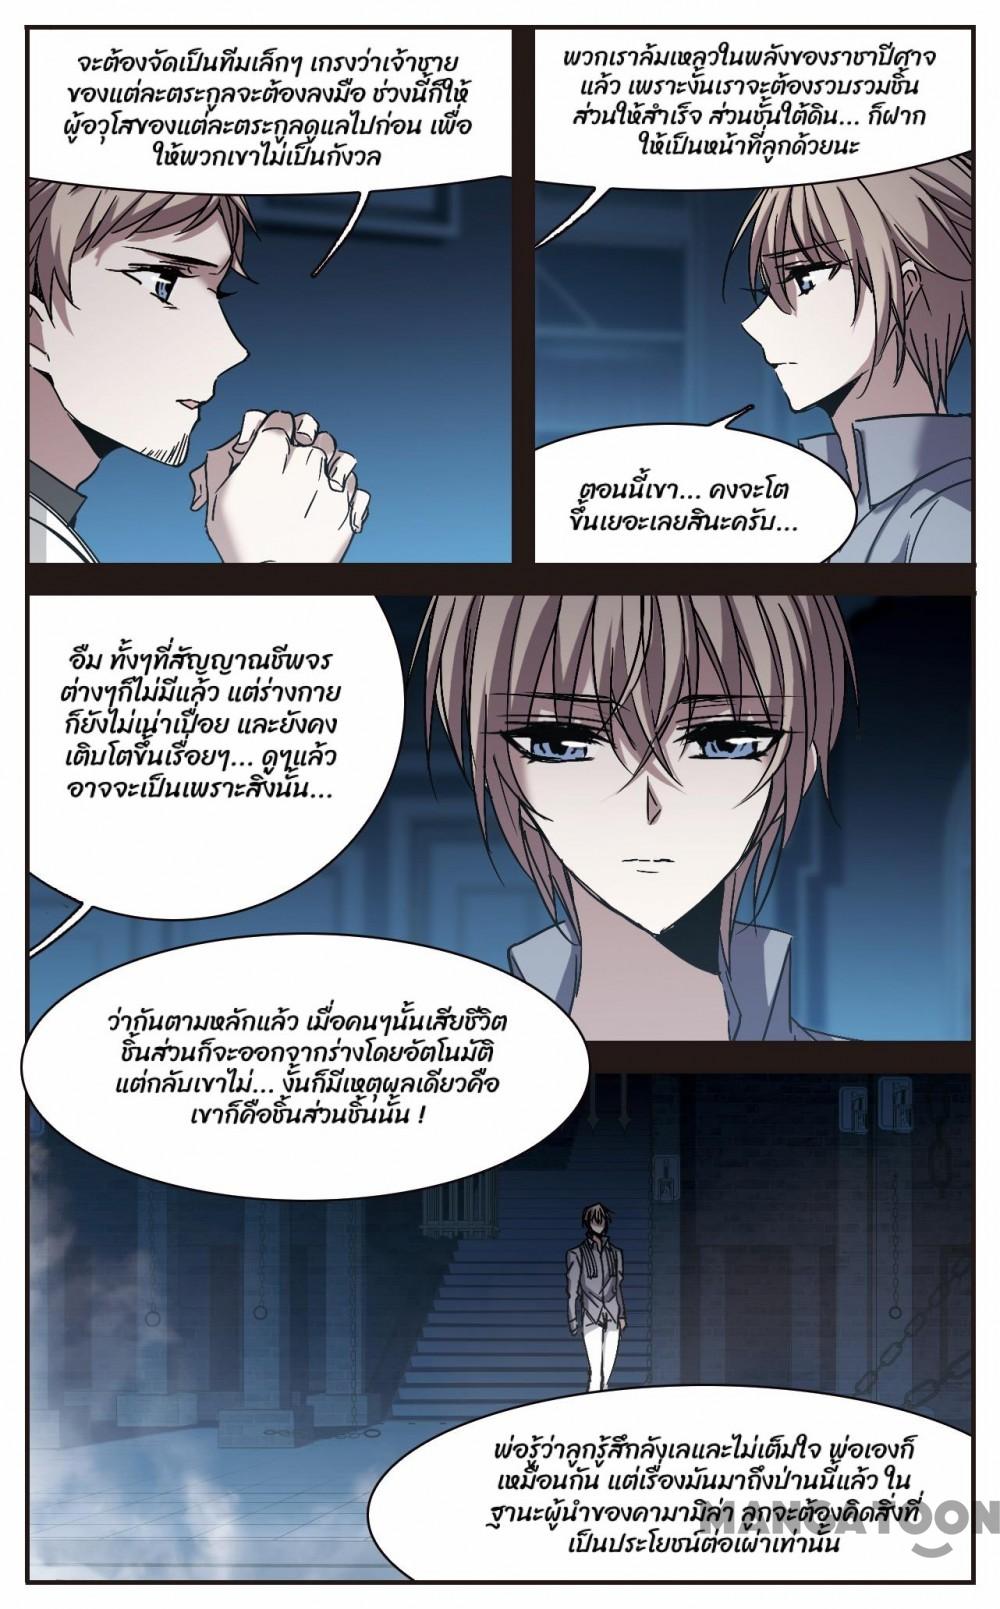 จะต้องจัดเป็นทีมเล็กๆ เกรงว่าเจ้าชาย
ของแต่ละตระกูลจะต้องลงมือ ช่วงนี้ก็ให้
ผู้อาวุโสของแต่ละตระกูลดูแลไปก่อน เพื่อ
ให้พวกเขาไม่เป็นกังวล
พวกเราล้มเหลวในพลังของราชาปีศาจ
แล้ว เพราะงั้นเราจะต้องรวบรวมชิ้น
ส่วนให้สำเร็จ ส่วนชั้นใต้ดิน... ก็ฝาก
ให้เป็นหน้าที่ลูกด้วยนะ
ตอนนี้เขา... คงจะโต
ขึ้นเยอะเลยสินะครับ...
อืม ทั้งๆที่สัญญาณชีพจร
ต่างๆก็ไม่มีแล้ว แต่ร่างกาย
ก็ยังไม่เน่าเปื่อย และยังคง
เติบโตขึ้นเรื่อยๆ... ดูๆแล้ว
อาจจะเป็นเพราะสิ่งนั้น...
ว่ากันตามหลักแล้ว เมื่อคนๆนั้นเสียชีวิต
ชิ้นส่วนก็จะออกจากร่างโดยอัตโนมัติ
แต่กลับเขาไม่... งั้นก็มีเหตุผลเดียวคือ
เขาก็คือชิ้นส่วนชิ้นนั้น !
พ่อรู้ว่าลูกรู้สึกลังเลและไม่เต็มใจ พ่อเองก็
เหมือนกัน แต่เรื่องมันมาถึงป่านนี้แล้ว ใน
ฐานะผู้นำของคามามิล่า ลูกจะต้องคิดสิ่งที่
เป็นประโยชน์ต่อเผ่าเท่านั้น
MANGATOON